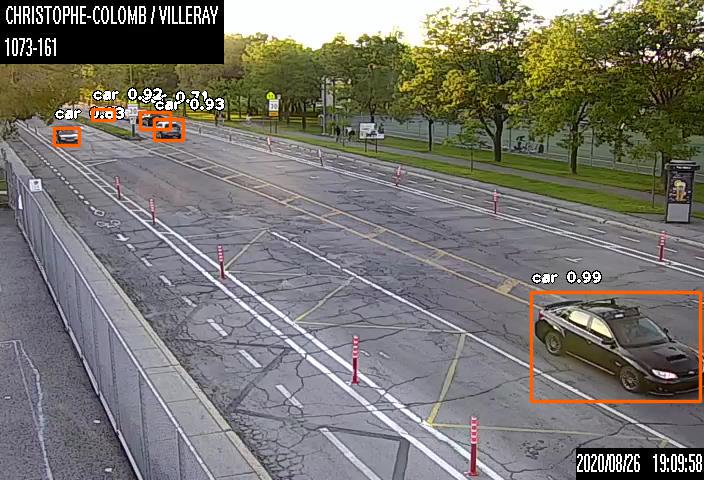 CHRISTOPHE-COLOMB / VILLERAY
1073-161
car 0.92
car 0.93
car 0.99
2020/08/26 19:09:58